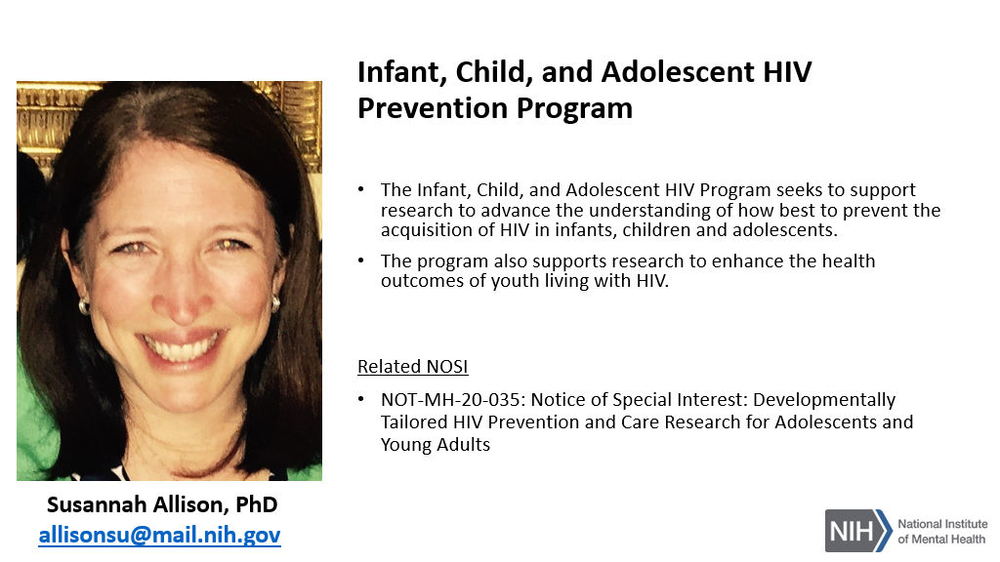 Infant, Child, and Adolescent HIV
Prevention Program
• The Infant, Child, and Adolescent HIV Program seeks to support
research to advance the understanding of how best to prevent the
acquisition of HIV in infants, children and adolescents.
• The program also supports research to enhance the health
outcomes of youth living with HIV.
Related NOSI
• NOT-MH-20-035: Notice of Special Interest: Developmentally
Tailored HIV Prevention and Care Research for Adolescents and
Young Adults
Susannah Allison, PhD
allisonsu@mail.nih.gov
NIH National Institute
of Mental Health